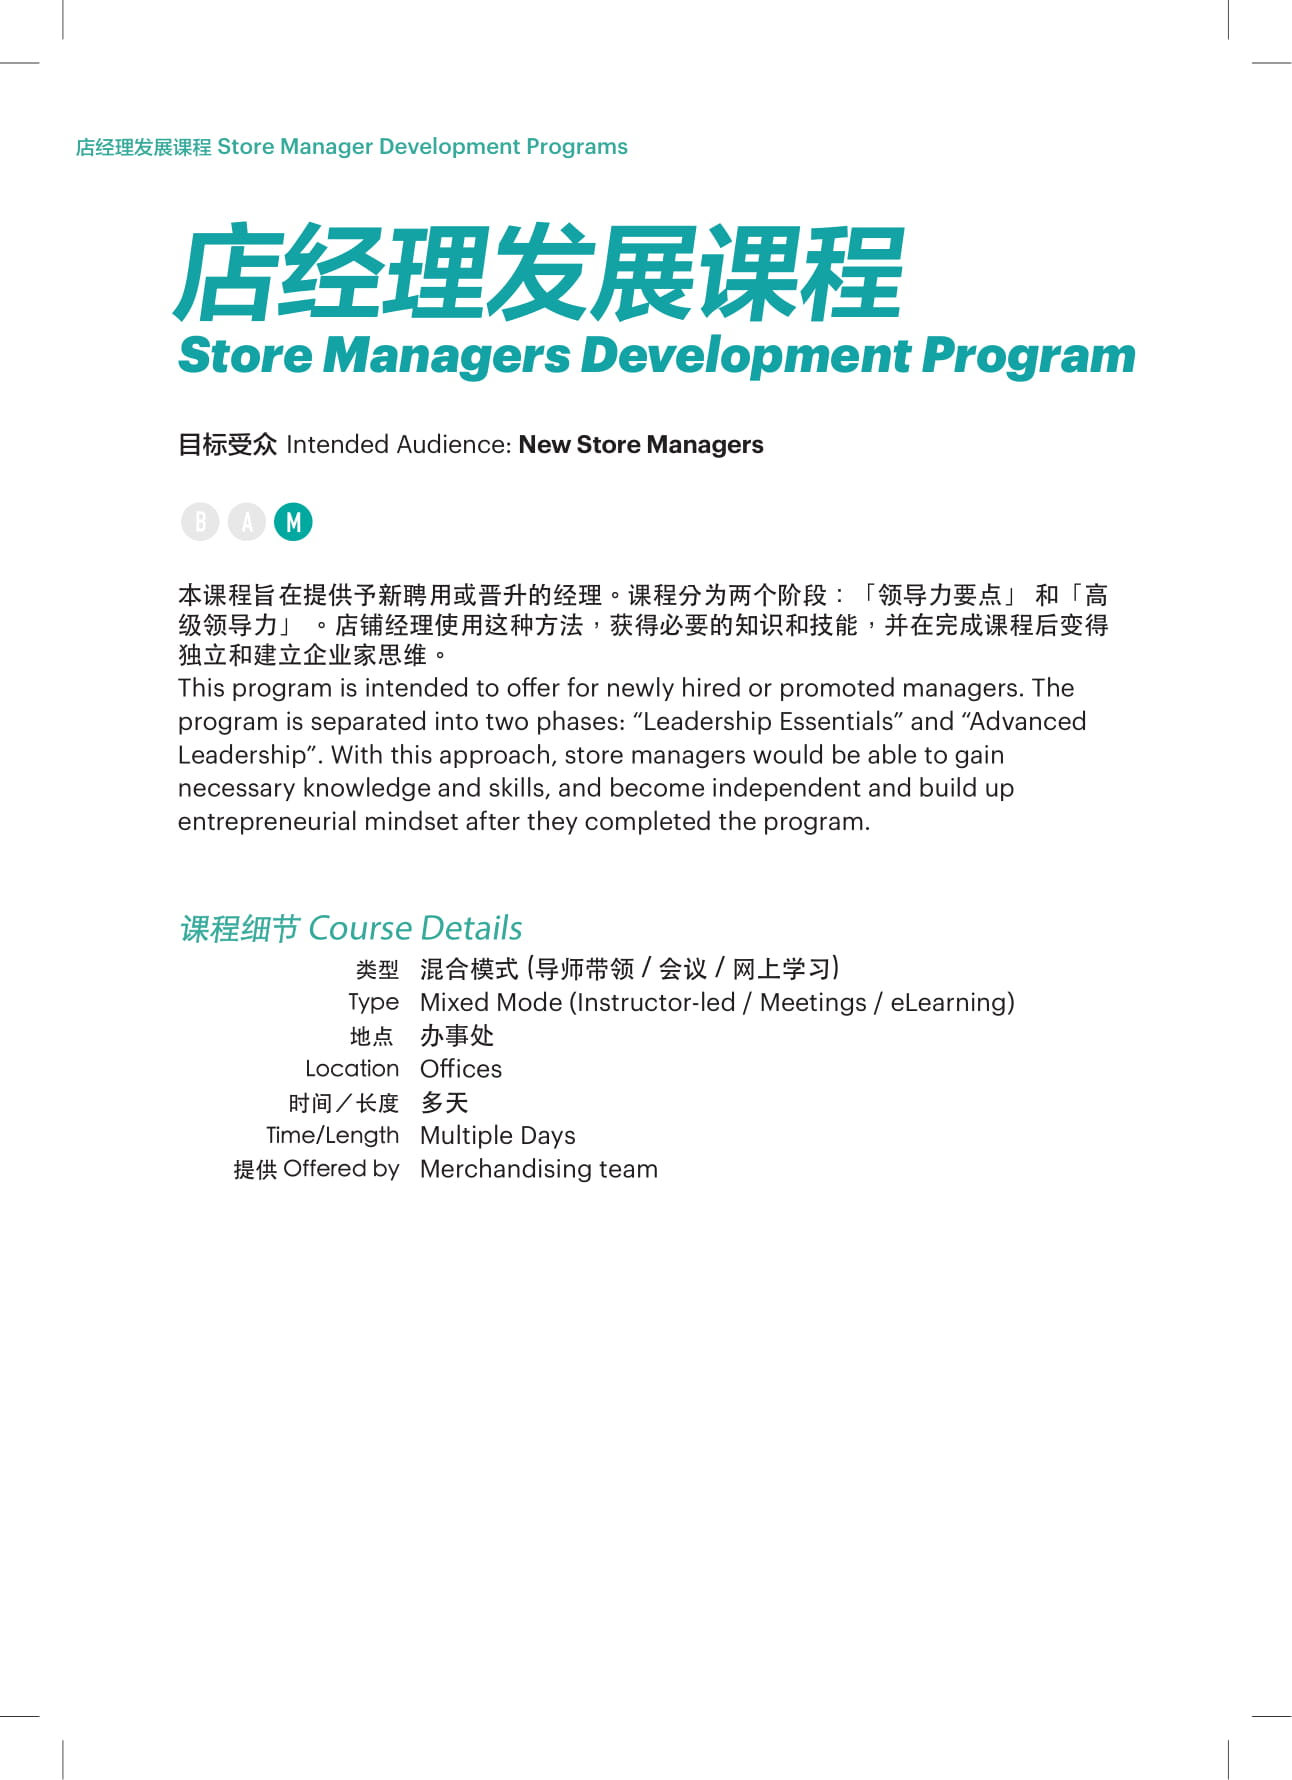 店经理发展课程 Store Manager Development Programs
店经理发展课程
Store Managers Development Program
目标受众 Intended Audience: New Store Managers
B A M
本课程旨在提供予新聘用或晋升的经理。课程分为两个阶段：「领导力要点」 和「高
级领导力」 。店铺经理使用这种方法，获得必要的知识和技能，并在完成课程后变得
独立和建立企业家思维。
This program is intended to offer for newly hired or promoted managers. The
program is separated into two phases: “Leadership Essentials” and “Advanced
Leadership”. With this approach, store managers would be able to gain
necessary knowledge and skills, and become independent and build up
entrepreneurial mindset after they completed the program.
课程细节 Course Details
类型 混合模式 (导师带领 / 会议 / 网上学习)
Type Mixed Mode (Instructor-led / Meetings / eLearning)
地点 办事处
Location Offices
时间／长度 多天
Time/Length Multiple Days
提供 Offered by Merchandising team